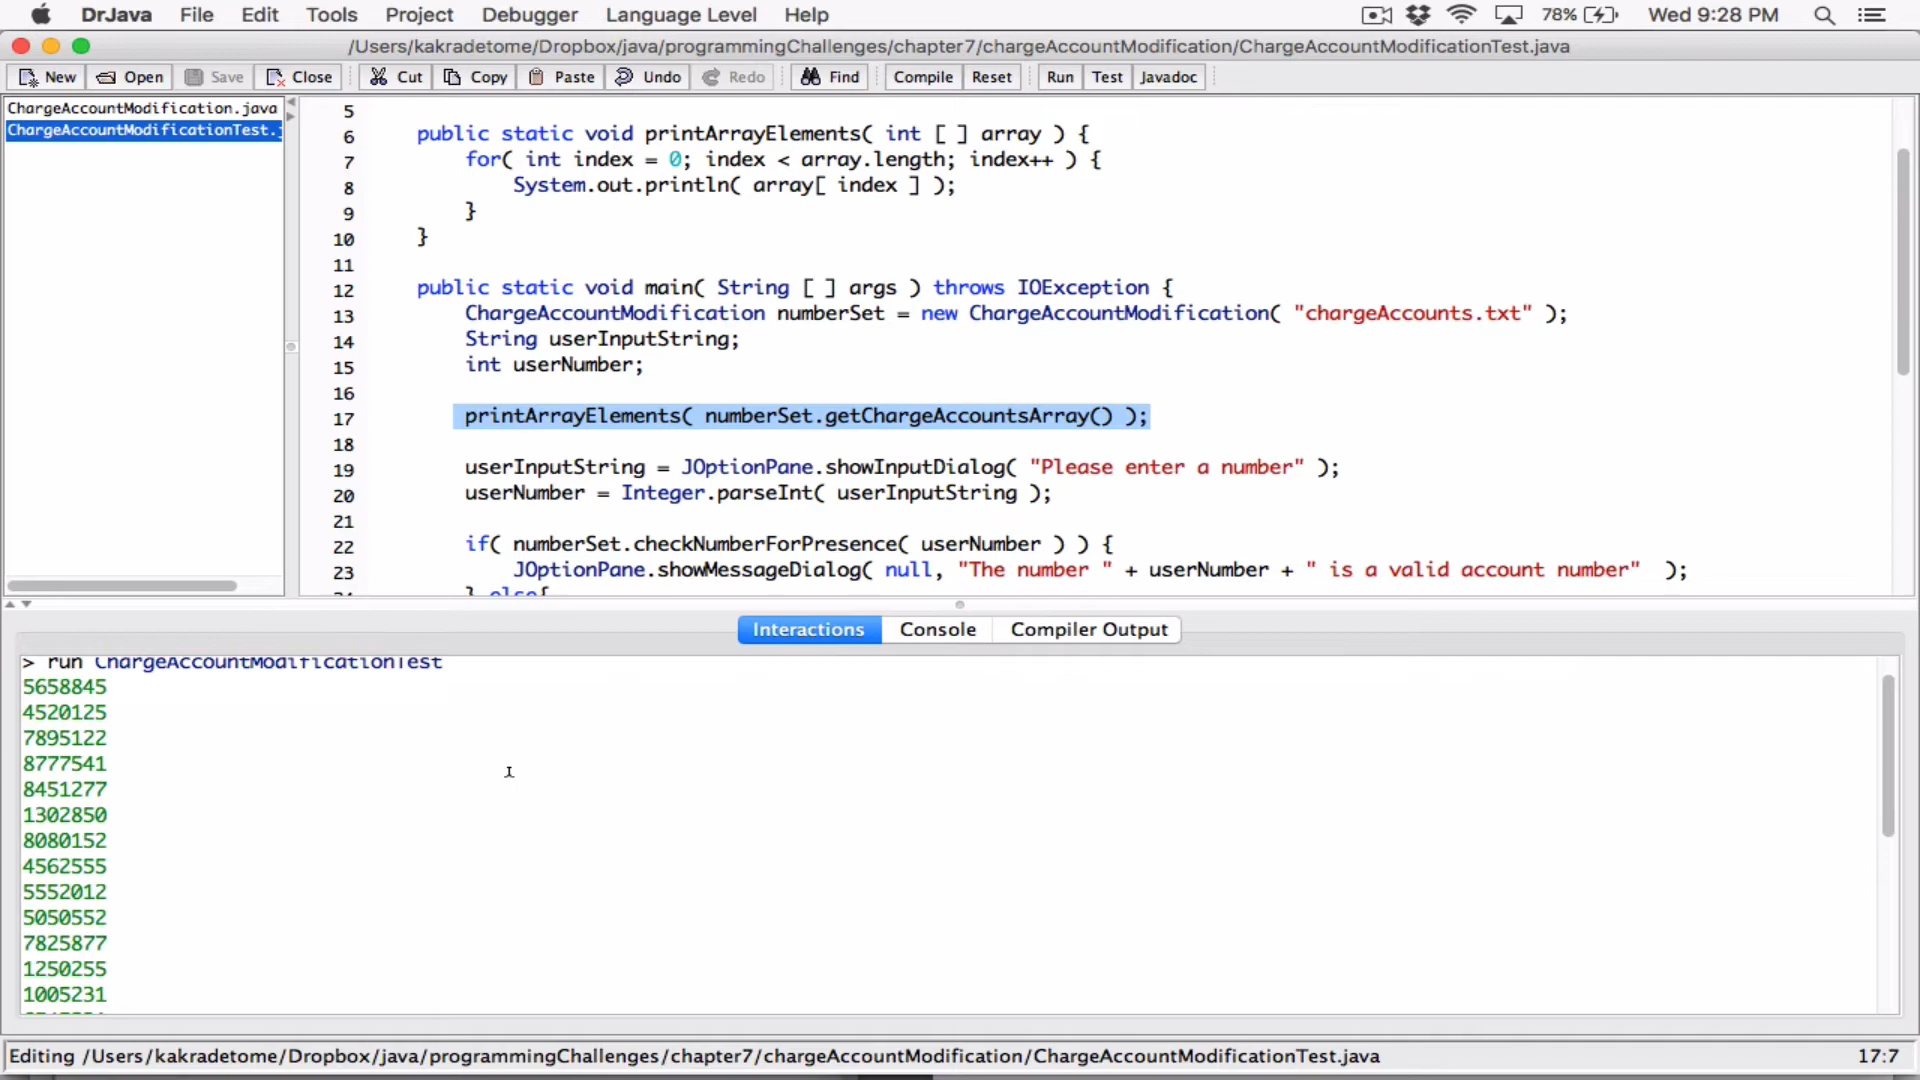 DrJava File Edit Tools Project Debugger Language Level Help 78% Wed 9:28 PM
/Users/kakradetome/Dropbox/java/programmingChallenges/chapter7/chargeAccountModification/ChargeAccountModificationTest.java
New Open Save Close Cut Copy Paste Undo Redo Find Compile Reset Run Test Javadoc
ChargeAccountModification.java
ChargeAccountModificationTest.j
5
6 public static void printArrayElements( int [ ] array ) {
7 for( int index = 0; index < array.length; index++ ) {
8 System.out.println( array[ index ] );
9 }
10 }
11
12 public static void main( String [ ] args ) throws IOException {
13 ChargeAccountModification numberSet = new ChargeAccountModification( "chargeAccounts.txt" );
14 String userInputString;
15 int userNumber;
16
17 printArrayElements( numberSet.getChargeAccountsArray() );
18
19 userInputString = JOptionPane.showInputDialog( "Please enter a number" );
20 userNumber = Integer.parseInt( userInputString );
21
22 if( numberSet.checkNumberForPresence( userNumber ) ) {
23 JOptionPane.showMessageDialog( null, "The number " + userNumber + " is a valid account number" );
} else{
Interactions Console Compiler Output
> run ChargeAccountModificationTest
5658845
4520125
7895122
8777541
8451277
1302850
8080152
4562555
5552012
5050552
7825877
1250255
1005231
Editing /Users/kakradetome/Dropbox/java/programmingChallenges/chapter7/chargeAccountModification/ChargeAccountModificationTest.java 17:7